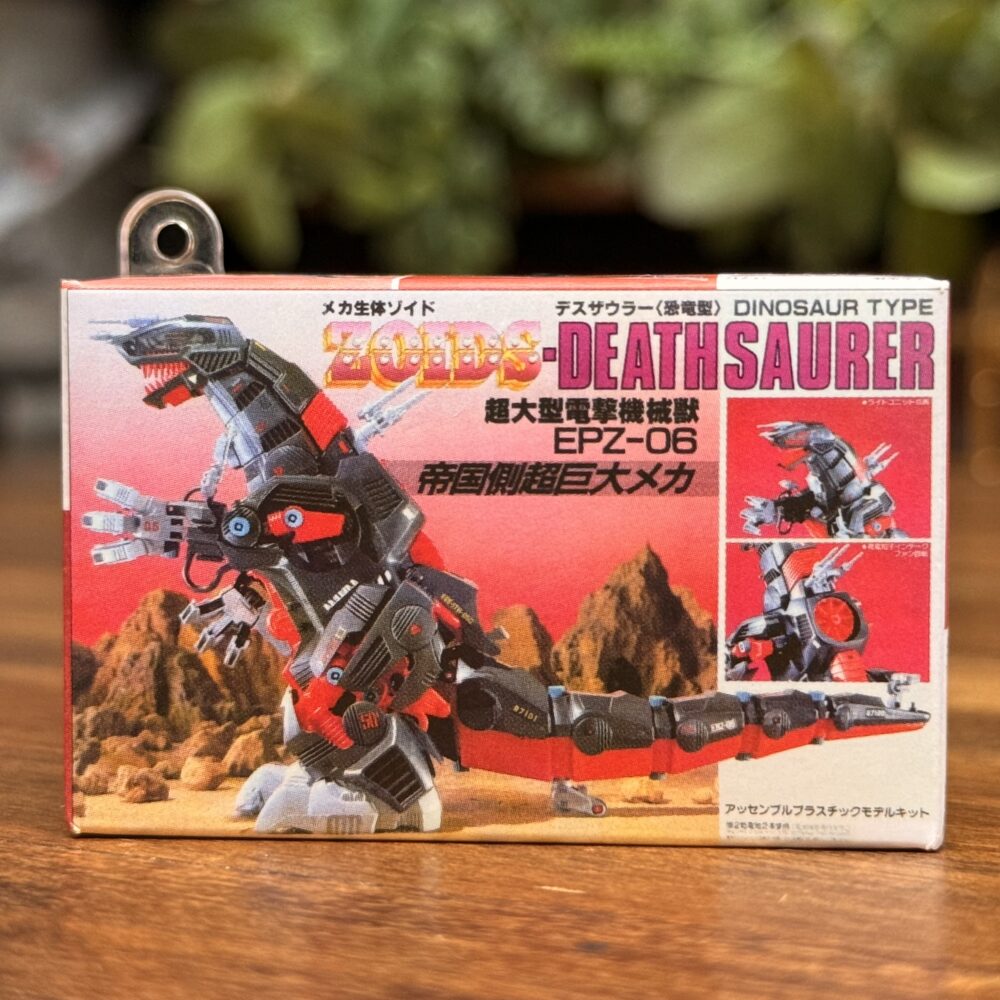 メカ生体ゾイド
デスザウラー〈恐竜型〉 DINOSAUR TYPE
ZOIDS-DEATHSAURER
超大型電撃機械獣
EPZ-06
帝国側超巨大メカ
アッセンブルプラスチックモデルキット